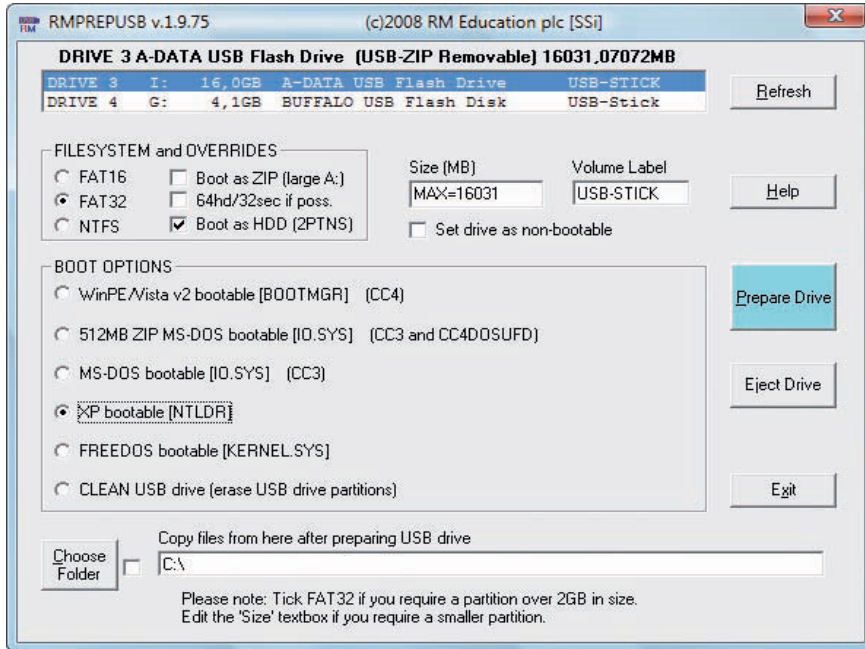 RMPREPUSB v.1.9.75 (c)2008 RM Education plc [SSi]
DRIVE 3 A-DATA USB Flash Drive (USB-ZIP Removable) 16031,07072MB
DRIVE 3 I: 16,0GB A-DATA USB Flash Drive USB-STICK
DRIVE 4 G: 4,1GB BUFFALO USB Flash Disk USB-Stick
Refresh
FILESYSTEM and OVERRIDES
FAT16 Boot as ZIP (large A:)
FAT32 64hd/32sec if poss.
NTFS Boot as HDD (2PTNS)
Size (MB) Volume Label
MAX=16031 USB-STICK
Set drive as non-bootable
Help
BOOT OPTIONS
WinPE/Vista v2 bootable [BOOTMGR] (CC4)
512MB ZIP MS-DOS bootable [IO.SYS] (CC3 and CC4DOSUFD)
MS-DOS bootable [IO.SYS] (CC3)
XP bootable [NTLDR]
FREEDOS bootable [KERNEL.SYS]
CLEAN USB drive (erase USB drive partitions)
Prepare Drive
Eject Drive
Exit
Copy files from here after preparing USB drive
Choose
Folder
C:\
Please note: Tick FAT32 if you require a partition over 2GB in size.
Edit the 'Size' textbox if you require a smaller partition.